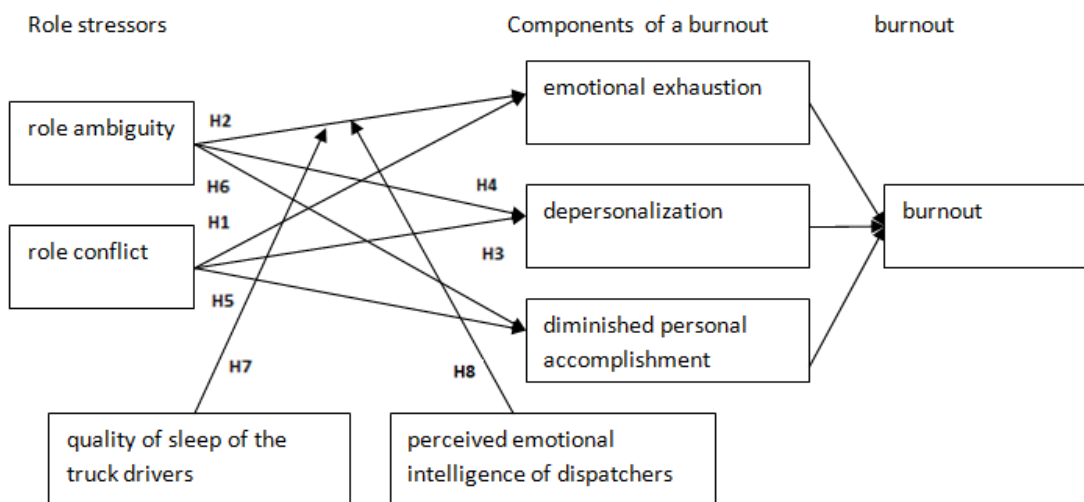 Role stressors
Components of a burnout
burnout
emotional exhaustion
role ambiguity
H2
H6
H4
depersonalization
burnout
H1
role conflict
H3
H5
diminished personal
accomplishment
H7
H8
quality of sleep of the
truck drivers
perceived emotional
intelligence of dispatchers